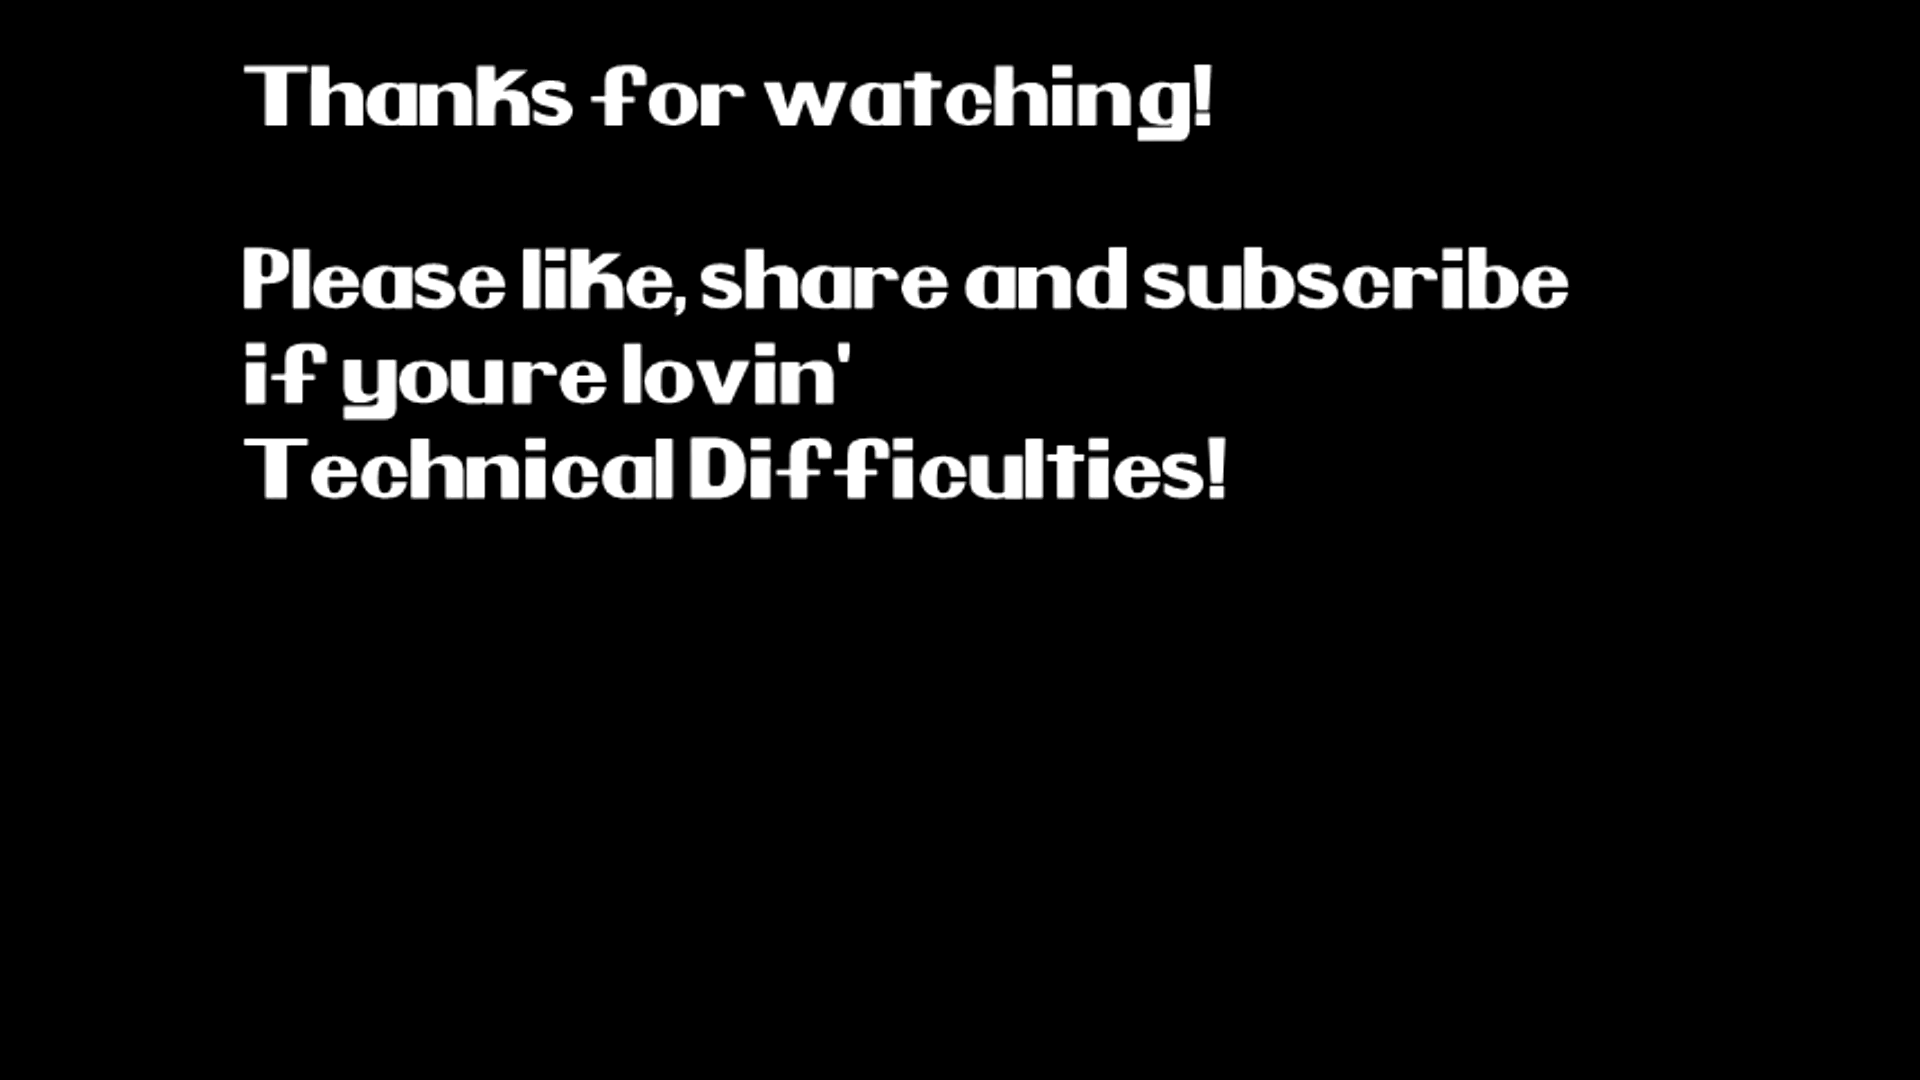 Thanks for watching!
Please like, share and subscribe
if youre lovin'
Technical Difficulties!